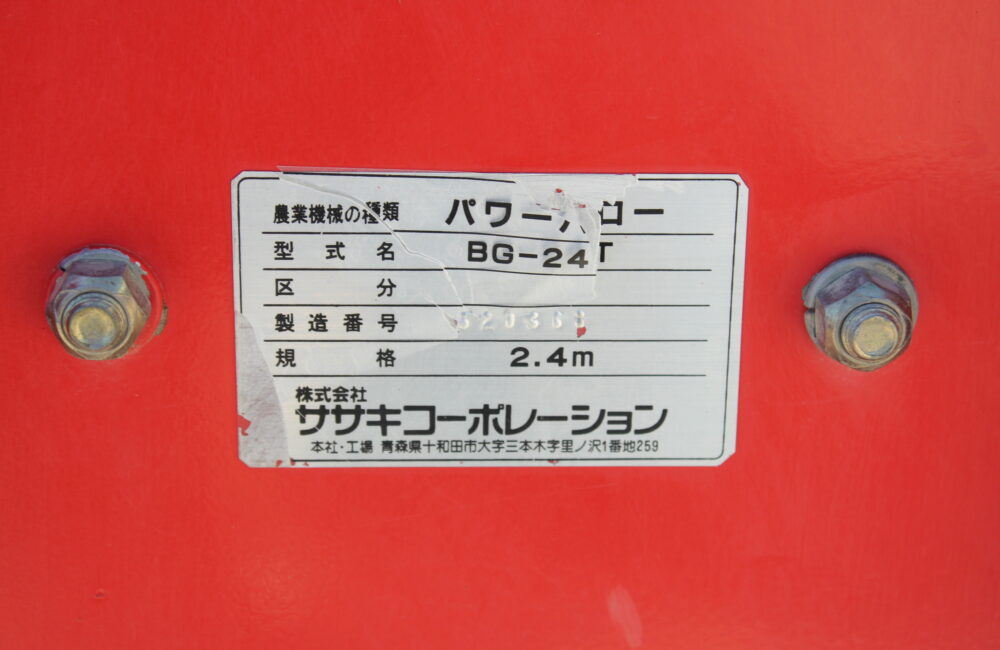 農業機械の種類 パワーハロー
型式名 BG-24T
区分
製造番号
規格 2.4m
株式会社
ササキコーポレーション
本社・工場 青森県十和田市大字三本木字里ノ沢1番地259